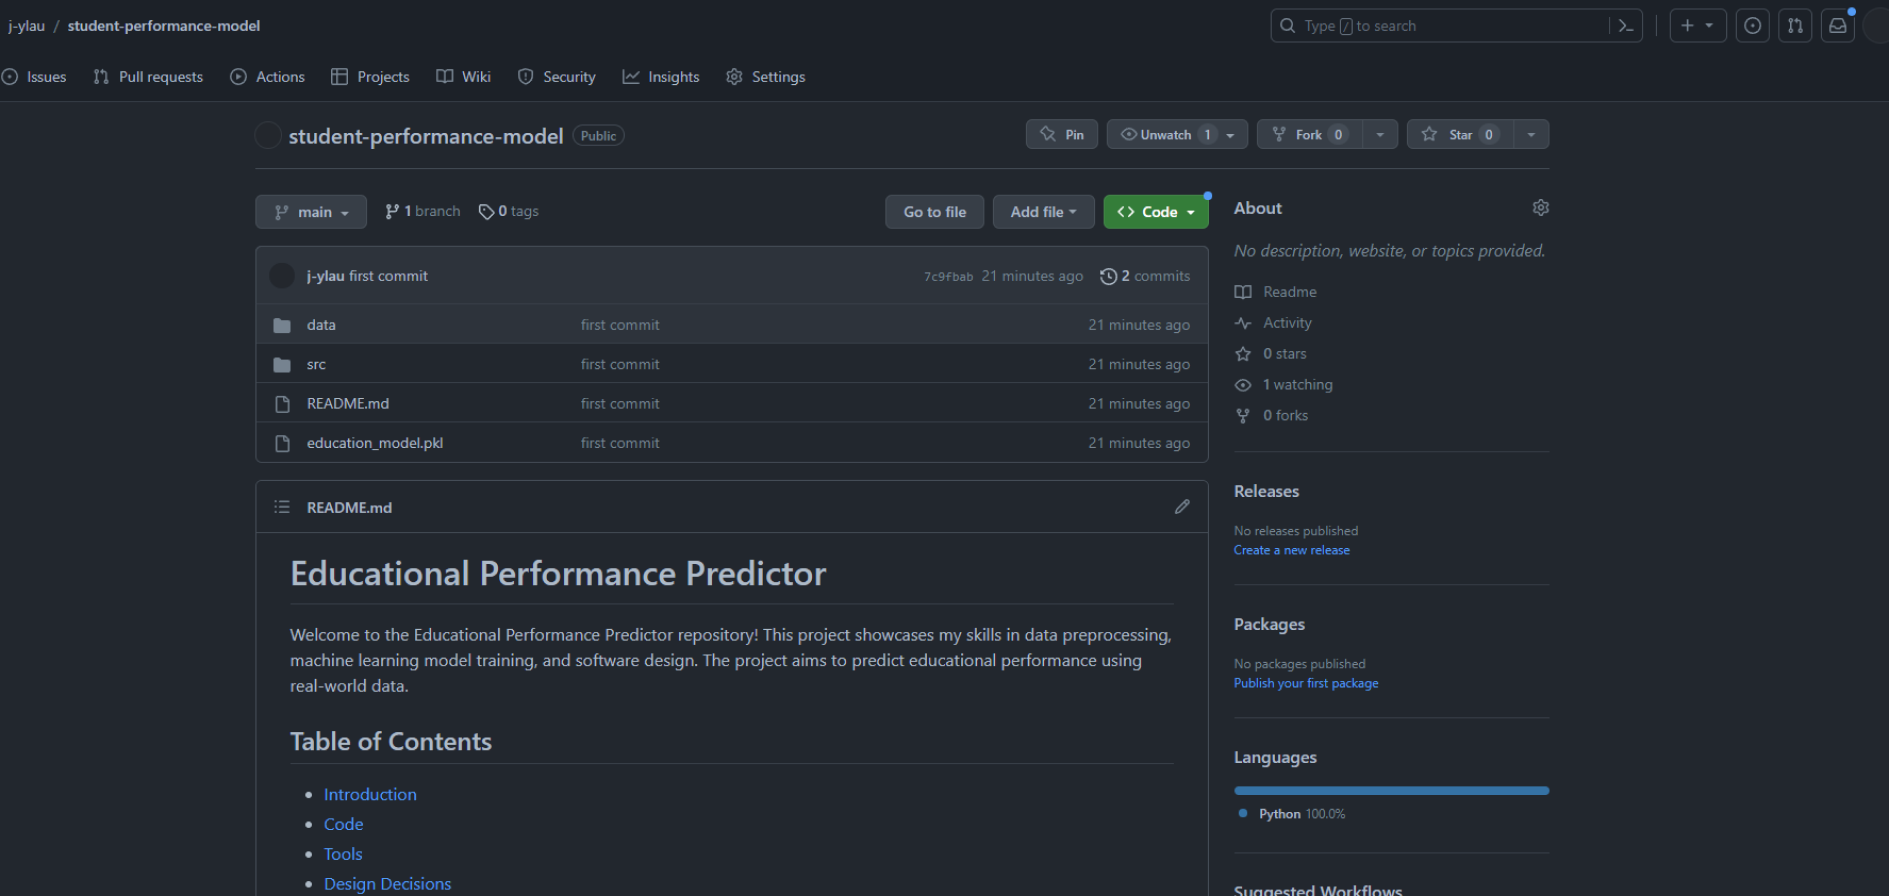 j-ylau / student-performance-model
Type / to search
Issues
Pull requests
Actions
Projects
Wiki
Security
Insights
Settings
student-performance-model Public
Pin
Unwatch 1
Fork 0
Star 0
main
1 branch
0 tags
Go to file
Add file
Code
j-ylau first commit 7c9fbab 21 minutes ago 2 commits
data first commit 21 minutes ago
src first commit 21 minutes ago
README.md first commit 21 minutes ago
education_model.pkl first commit 21 minutes ago
README.md
Educational Performance Predictor
Welcome to the Educational Performance Predictor repository! This project showcases my skills in data preprocessing,
machine learning model training, and software design. The project aims to predict educational performance using
real-world data.
Table of Contents
Introduction
Code
Tools
Design Decisions
About
No description, website, or topics provided.
Readme
Activity
0 stars
1 watching
0 forks
Releases
No releases published
Create a new release
Packages
No packages published
Publish your first package
Languages
Python 100.0%
Suggested Workflows